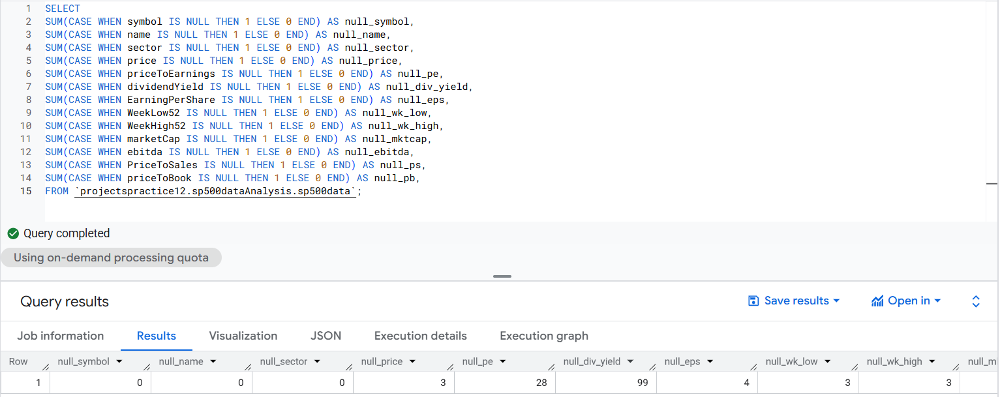 1 SELECT
2 SUM(CASE WHEN symbol IS NULL THEN 1 ELSE 0 END) AS null_symbol,
3 SUM(CASE WHEN name IS NULL THEN 1 ELSE 0 END) AS null_name,
4 SUM(CASE WHEN sector IS NULL THEN 1 ELSE 0 END) AS null_sector,
5 SUM(CASE WHEN price IS NULL THEN 1 ELSE 0 END) AS null_price,
6 SUM(CASE WHEN priceToEarnings IS NULL THEN 1 ELSE 0 END) AS null_pe,
7 SUM(CASE WHEN dividendYield IS NULL THEN 1 ELSE 0 END) AS null_div_yield,
8 SUM(CASE WHEN EarningPerShare IS NULL THEN 1 ELSE 0 END) AS null_eps,
9 SUM(CASE WHEN WeekLow52 IS NULL THEN 1 ELSE 0 END) AS null_wk_low,
10 SUM(CASE WHEN WeekHigh52 IS NULL THEN 1 ELSE 0 END) AS null_wk_high,
11 SUM(CASE WHEN marketCap IS NULL THEN 1 ELSE 0 END) AS null_mktcap,
12 SUM(CASE WHEN ebitda IS NULL THEN 1 ELSE 0 END) AS null_ebitda,
13 SUM(CASE WHEN PriceToSales IS NULL THEN 1 ELSE 0 END) AS null_ps,
14 SUM(CASE WHEN priceToBook IS NULL THEN 1 ELSE 0 END) AS null_pb,
15 FROM `projectspractice12.sp500dataAnalysis.sp500data`;
Query completed
Using on-demand processing quota
Query results Save results Open in
Job information Results Visualization JSON Execution details Execution graph
Row null_symbol null_name null_sector null_price null_pe null_div_yield null_eps null_wk_low null_wk_high null_m
1 0 0 0 3 28 99 4 3 3